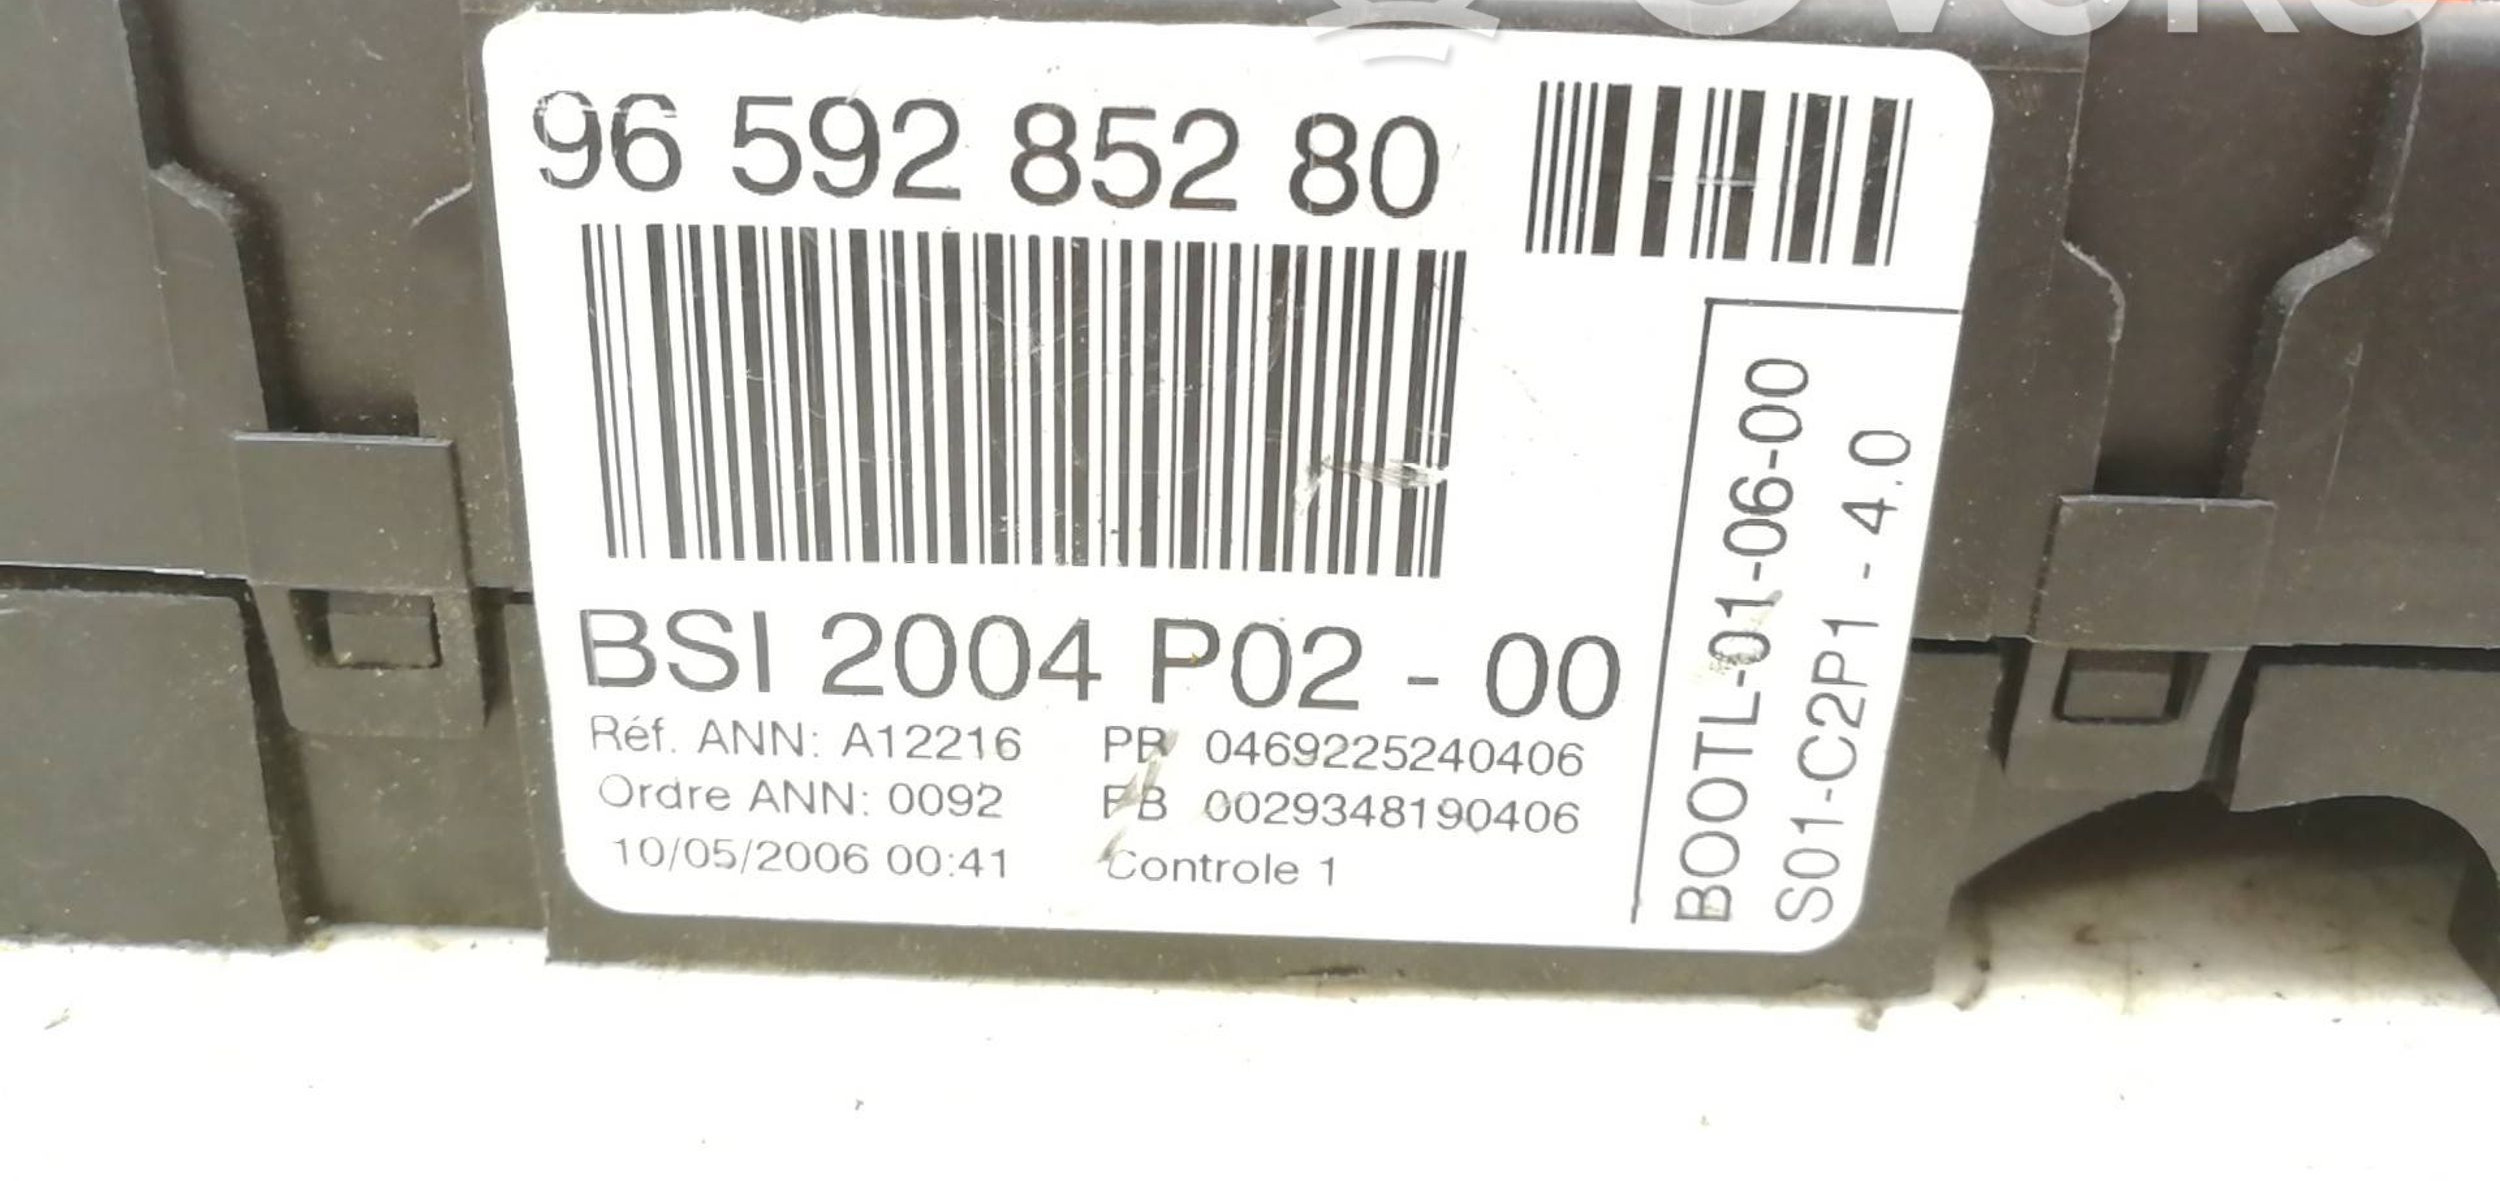 96 592 852 80
BSI 2004 P02 - 00
Réf. ANN: A12216 PB 0469225240406
Ordre ANN: 0092 FB 0029348190406
10/05/2006 00:41 Controle 1
BOOTL-01-06-00
S01-C2P1 - 4.0